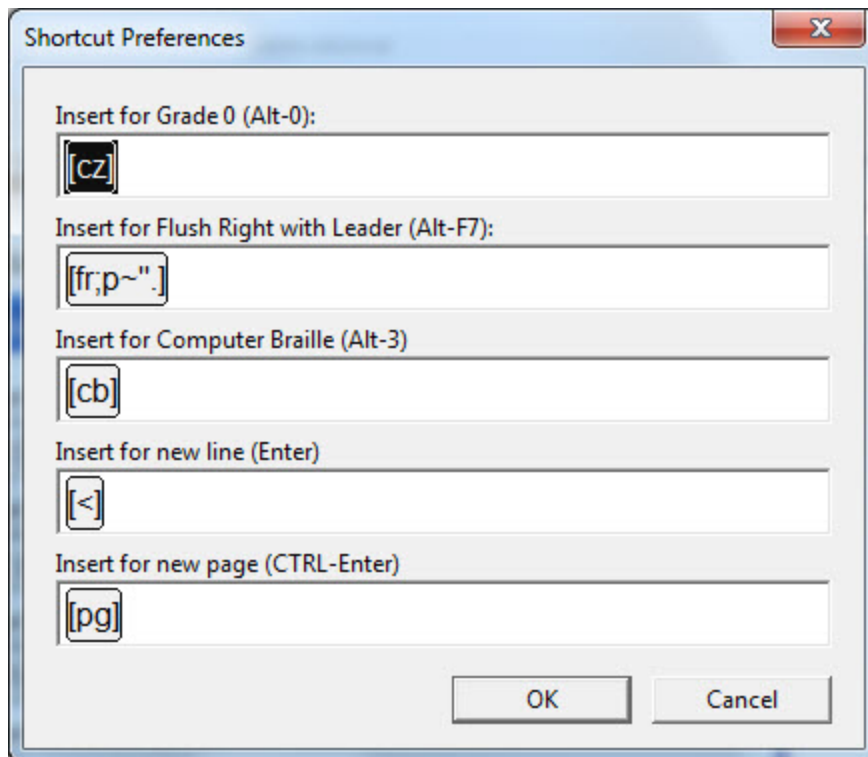 Shortcut Preferences
Insert for Grade 0 (Alt-0):
[cz]
Insert for Flush Right with Leader (Alt-F7):
[fr;p~".]
Insert for Computer Braille (Alt-3)
[cb]
Insert for new line (Enter)
[<]
Insert for new page (CTRL-Enter)
[pg]
OK
Cancel